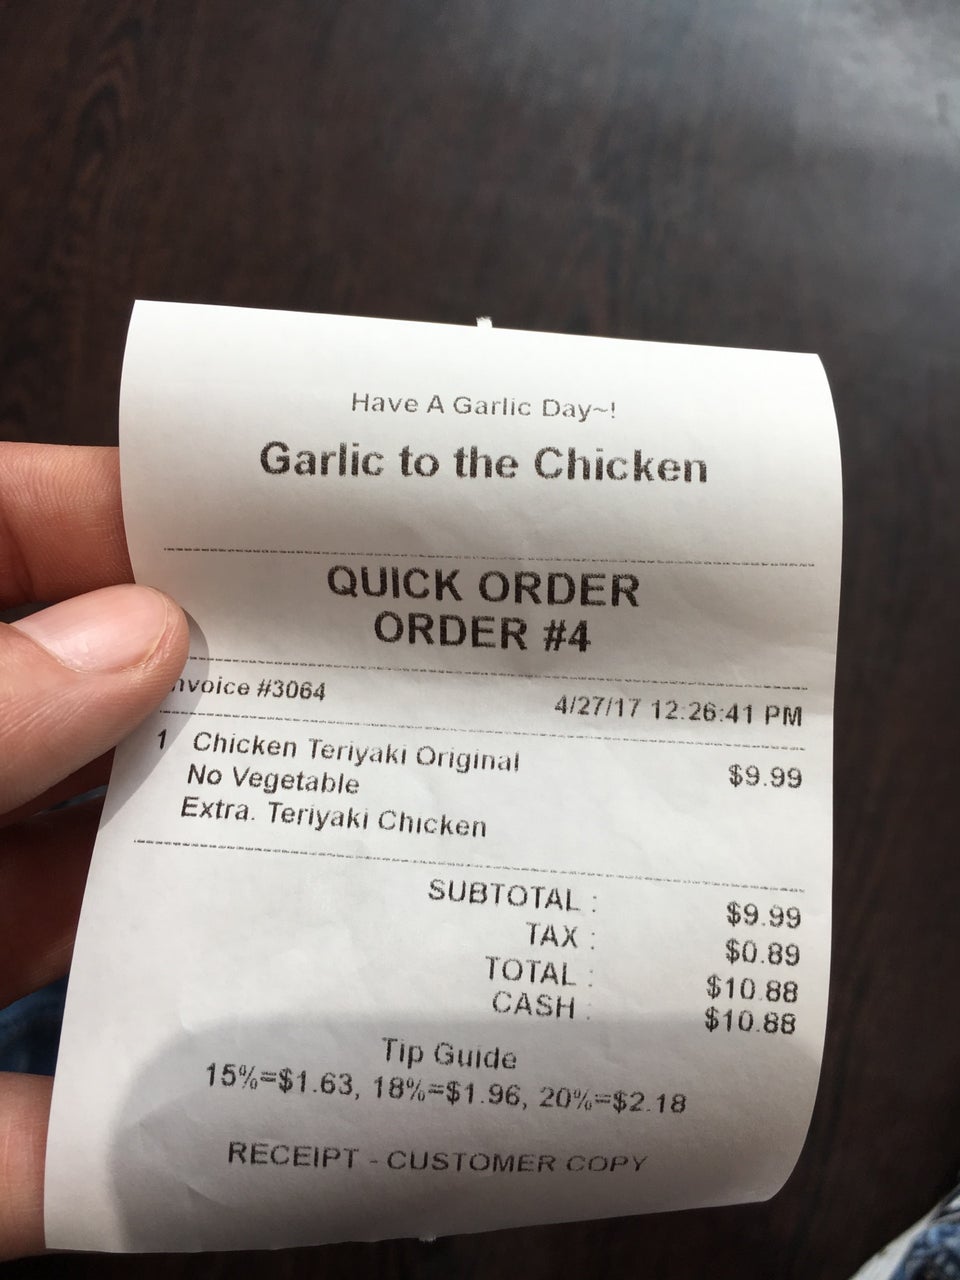 Have A Garlic Day~!
Garlic to the Chicken
QUICK ORDER
ORDER #4
nvoice #3064 4/27/17 12:26:41 PM
1 Chicken Teriyaki Original $9.99
No Vegetable
Extra. Teriyaki Chicken
SUBTOTAL : $9.99
TAX : $0.89
TOTAL : $10.88
CASH : $10.88
Tip Guide
15%=$1.63, 18%=$1.96, 20%=$2.18
RECEIPT - CUSTOMER COPY